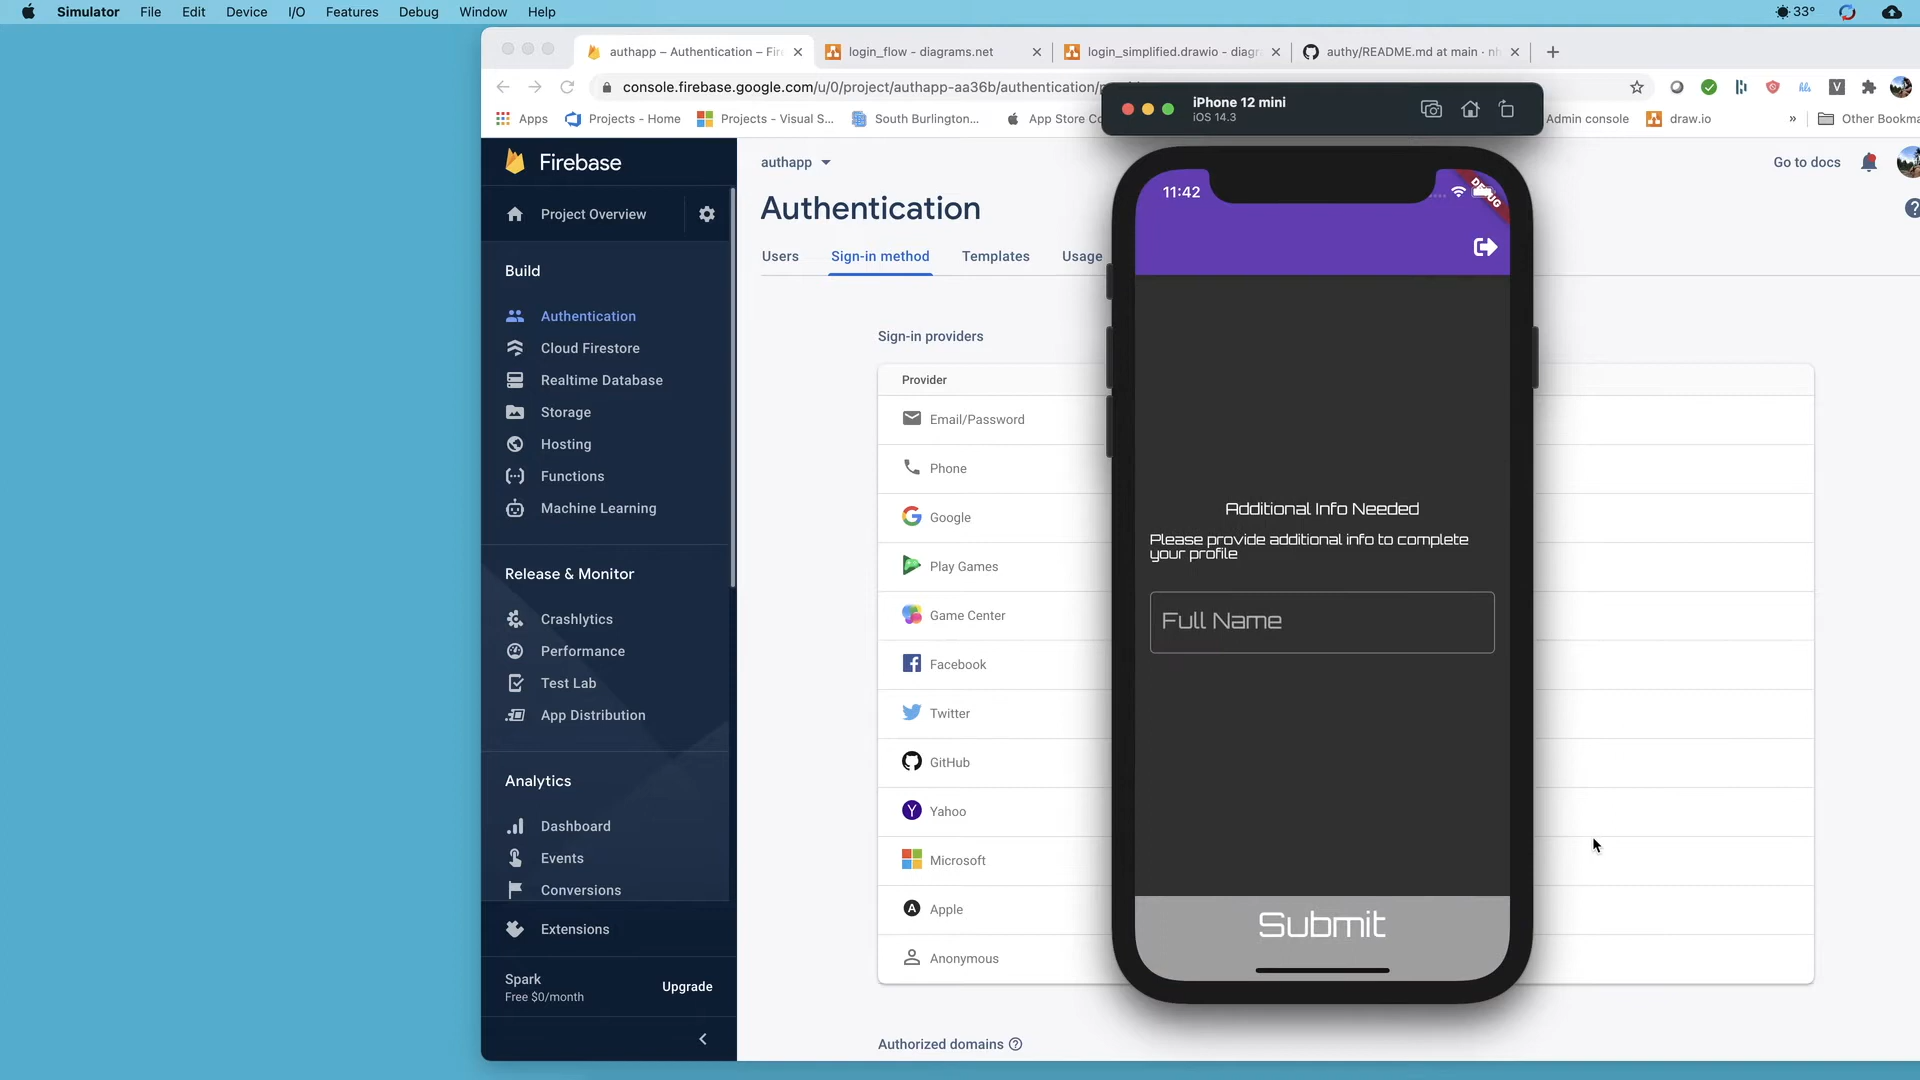 Simulator File Edit Device I/O Features Debug Window Help 33°
authapp – Authentication – Fire
login_flow - diagrams.net
login_simplified.drawio - diagr
authy/README.md at main · nh
console.firebase.google.com/u/0/project/authapp-aa36b/authentication/
Apps
Projects - Home
Projects - Visual S...
South Burlington...
App Store Co
Admin console
draw.io
»
Other Bookma
iPhone 12 mini
iOS 14.3
Firebase
Project Overview
Build
Authentication
Cloud Firestore
Realtime Database
Storage
Hosting
Functions
Machine Learning
Release & Monitor
Crashlytics
Performance
Test Lab
App Distribution
Analytics
Dashboard
Events
Conversions
Extensions
Spark
Free $0/month
Upgrade
authapp
Go to docs
Authentication
Users
Sign-in method
Templates
Usage
Sign-in providers
Provider
Email/Password
Phone
Google
Play Games
Game Center
Facebook
Twitter
GitHub
Yahoo
Microsoft
Apple
Anonymous
Authorized domains
11:42
DEBUG
Additional Info Needed
Please provide additional info to complete
your profile
Full Name
Submit